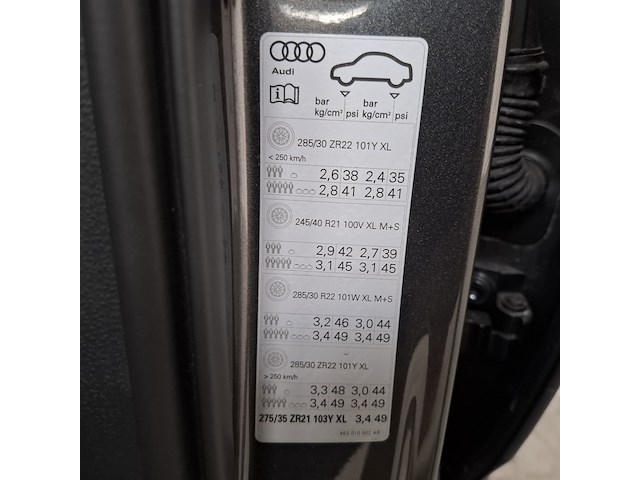 Audi
bar bar
kg/cm² psi kg/cm² psi
285/30 ZR22 101Y XL
< 250 km/h
2,6 38 2,4 35
2,8 41 2,8 41
245/40 R21 100V XL M+S
2,9 42 2,7 39
3,1 45 3,1 45
285/30 R22 101W XL M+S
3,2 46 3,0 44
3,4 49 3,4 49
285/30 ZR22 101Y XL
> 250 km/h
3,3 48 3,0 44
3,4 49 3,4 49
275/35 ZR21 103Y XL 3,4 49